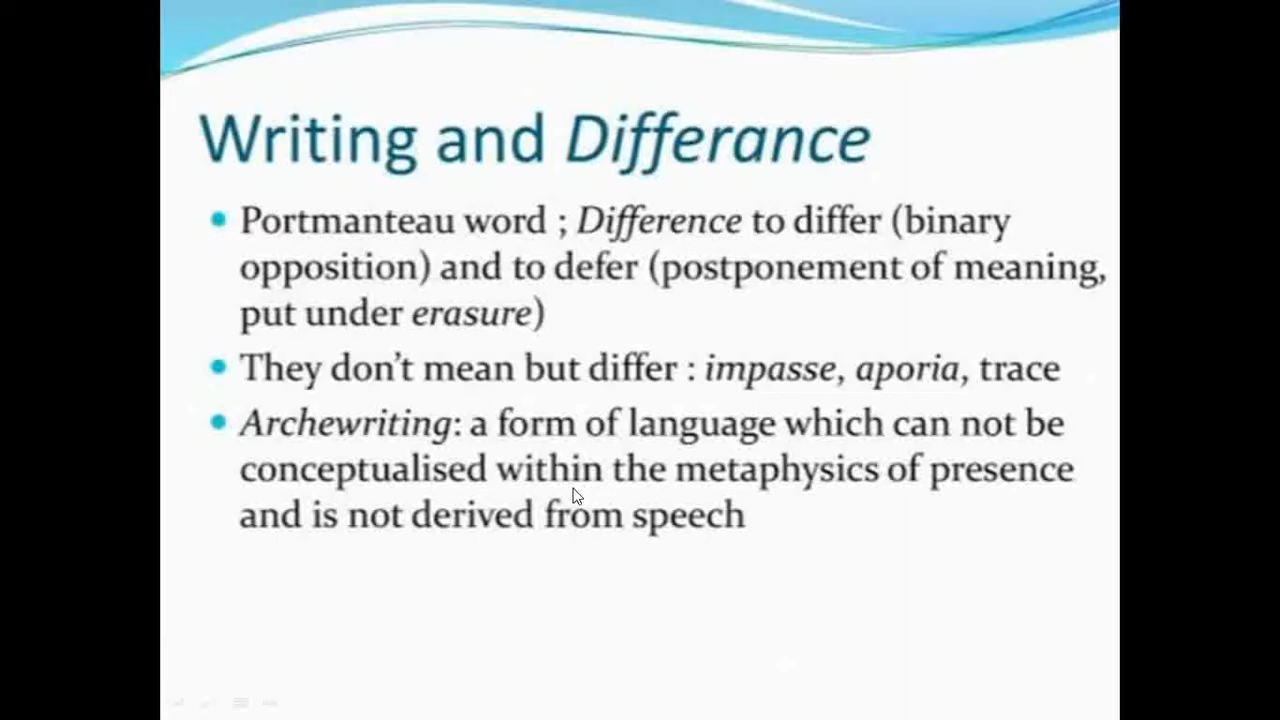 Writing and Differance
Portmanteau word ; Difference to differ (binary
opposition) and to defer (postponement of meaning,
put under erasure)
They don't mean but differ : impasse, aporia, trace
Archewriting: a form of language which can not be
conceptualised within the metaphysics of presence
and is not derived from speech